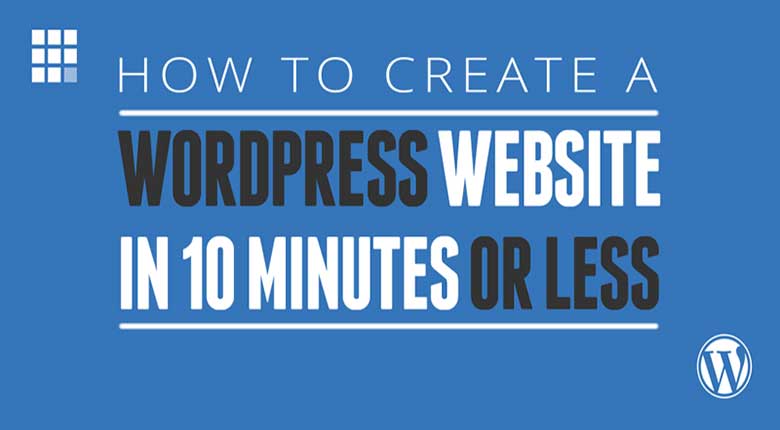 HOW TO CREATE A
WORDPRESS WEBSITE
IN 10 MINUTES OR LESS
W